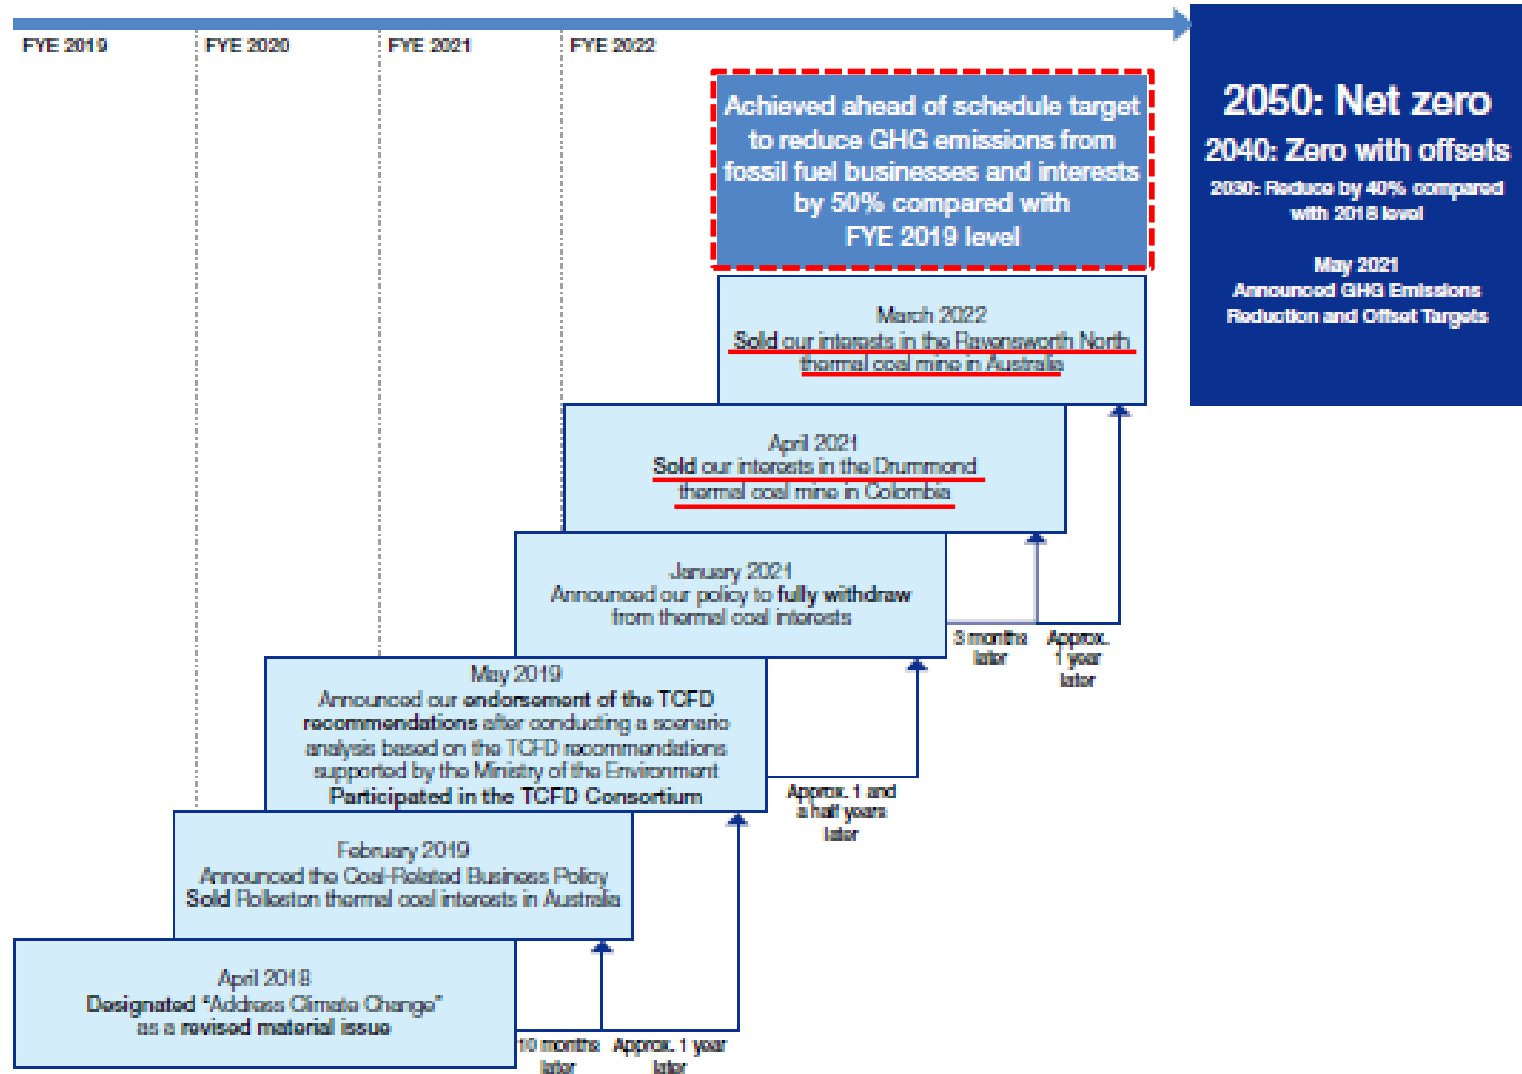 FYE 2019
FYE 2020
FYE 2021
FYE 2022
2050: Net zero
2040: Zero with offsets
2030: Reduce by 40% compared
with 2018 level
May 2021
Announced GHG Emissions
Reduction and Offset Targets
Achieved ahead of schedule target
to reduce GHG emissions from
fossil fuel businesses and interests
by 50% compared with
FYE 2019 level
March 2022
Sold our interests in the Ravensworth North
thermal coal mine in Australia
April 2021
Sold our interests in the Drummond
thermal coal mine in Colombia
January 2021
Announced our policy to fully withdraw
from thermal coal interests
3 months
later
Approx.
1 year
later
May 2019
Announced our endorsement of the TCFD
recommendations after conducting a scenario
analysis based on the TCFD recommendations
supported by the Ministry of the Environment
Participated in the TCFD Consortium
Approx. 1 and
a half years
later
February 2019
Announced the Coal-Related Business Policy
Sold Rolleston thermal coal interests in Australia
April 2018
Designated “Address Climate Change”
as a revised material issue
10 months
later
Approx. 1 year
later